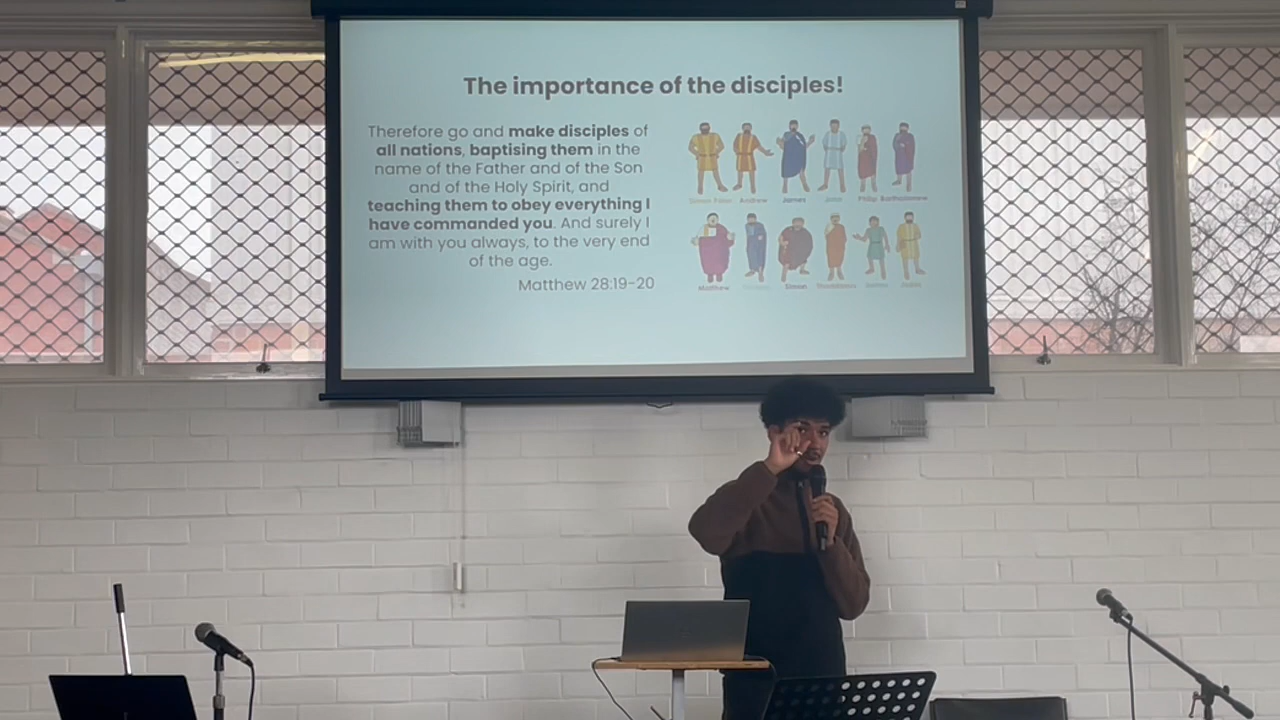 The importance of the disciples!
Therefore go and make disciples of
all nations, baptising them in the
name of the Father and of the Son
and of the Holy Spirit, and
teaching them to obey everything I
have commanded you. And surely I
am with you always, to the very end
of the age.
Matthew 28:19-20
Simon Peter Andrew James John Philip Bartholomew
Matthew Simon Thaddaeus